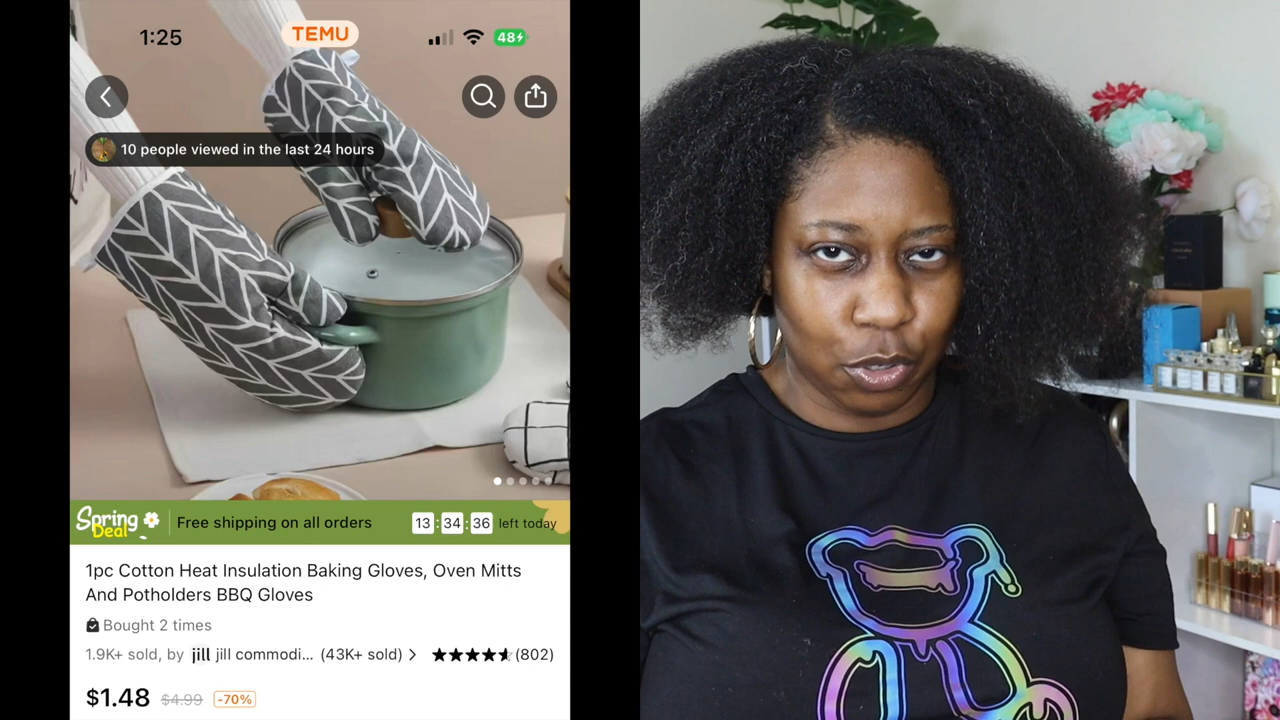 1:25
TEMU
48
10 people viewed in the last 24 hours
Spring Deal
Free shipping on all orders
13:34:36 left today
1pc Cotton Heat Insulation Baking Gloves, Oven Mitts
And Potholders BBQ Gloves
Bought 2 times
1.9K+ sold, by jill jill commodi... (43K+ sold) > (802)
$1.48 $4.99 -70%